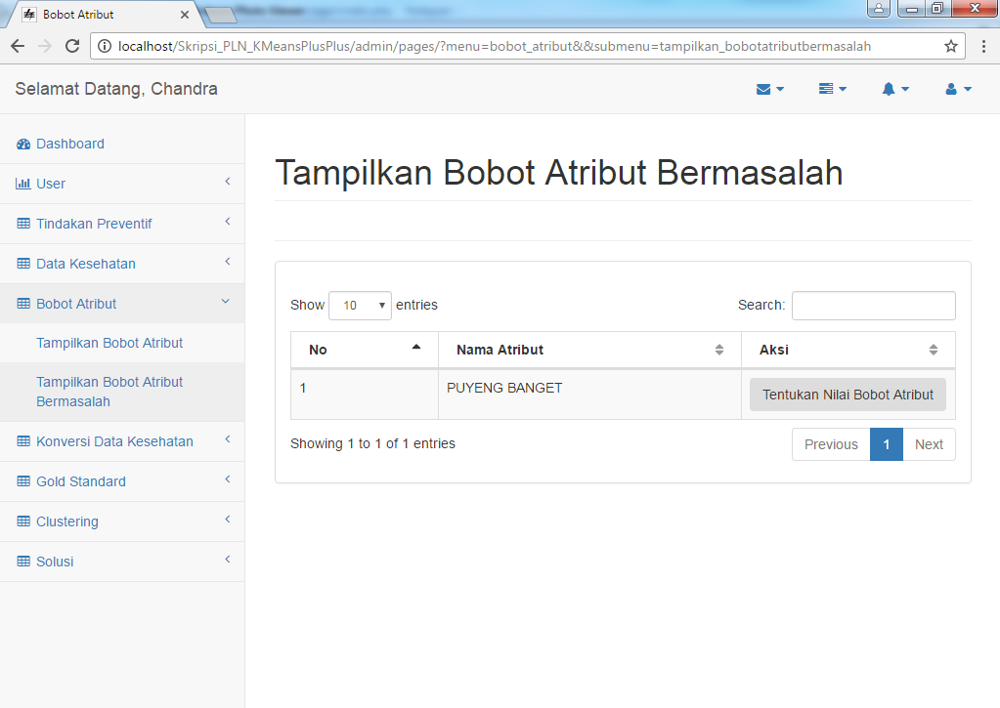 Bobot Atribut
localhost/Skripsi_PLN_KMeansPlusPlus/admin/pages/?menu=bobot_atribut&&submenu=tampilkan_bobotatributbermasalah
Selamat Datang, Chandra
Dashboard
User
Tindakan Preventif
Data Kesehatan
Bobot Atribut
Tampilkan Bobot Atribut
Tampilkan Bobot Atribut
Bermasalah
Konversi Data Kesehatan
Gold Standard
Clustering
Solusi
Tampilkan Bobot Atribut Bermasalah
Show 10 entries
Search:
No Nama Atribut Aksi
1 PUYENG BANGET Tentukan Nilai Bobot Atribut
Showing 1 to 1 of 1 entries
Previous 1 Next